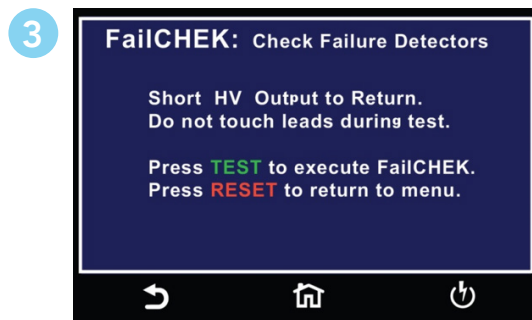 3
FailCHEK: Check Failure Detectors
Short HV Output to Return.
Do not touch leads during test.
Press TEST to execute FailCHEK.
Press RESET to return to menu.